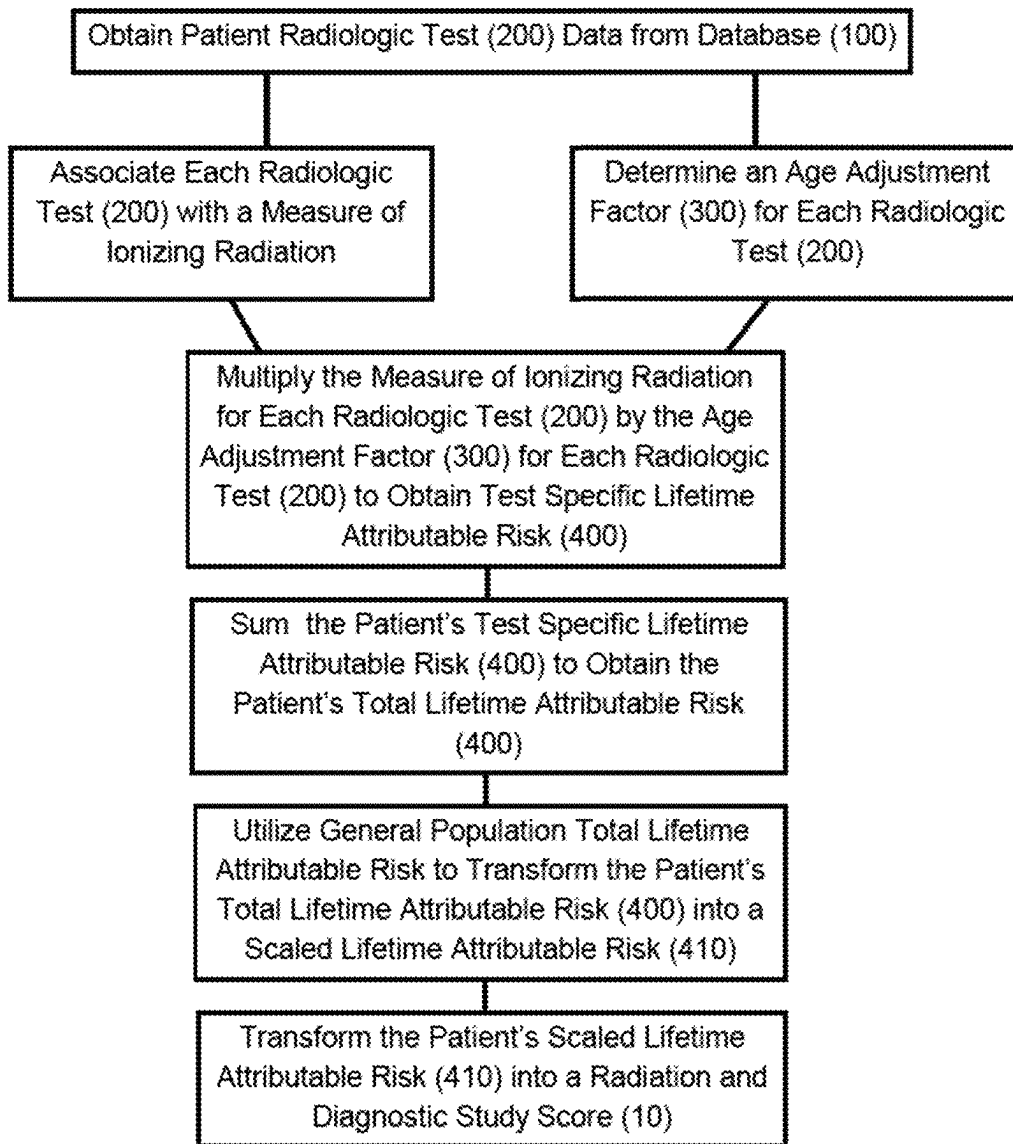 Obtain Patient Radiologic Test (200) Data from Database (100)
Associate Each Radiologic
Test (200) with a Measure of
Ionizing Radiation
Determine an Age Adjustment
Factor (300) for Each Radiologic
Test (200)
Multiply the Measure of Ionizing Radiation
for Each Radiologic Test (200) by the Age
Adjustment Factor (300) for Each Radiologic
Test (200) to Obtain Test Specific Lifetime
Attributable Risk (400)
Sum the Patient's Test Specific Lifetime
Attributable Risk (400) to Obtain the
Patient's Total Lifetime Attributable Risk
(400)
Utilize General Population Total Lifetime
Attributable Risk to Transform the Patient's
Total Lifetime Attributable Risk (400) into a
Scaled Lifetime Attributable Risk (410)
Transform the Patient's Scaled Lifetime
Attributable Risk (410) into a Radiation and
Diagnostic Study Score (10)